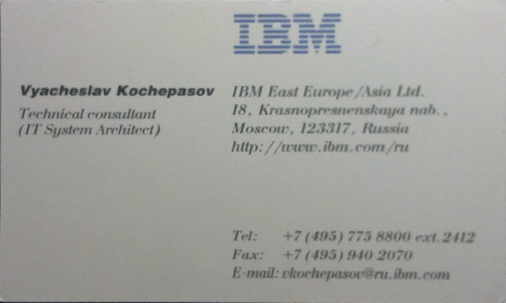 IBM
Vyacheslav Kochepasov
Technical consultant
(IT System Architect)
IBM East Europe/Asia Ltd.
18, Krasnopresnenskaya nab.,
Moscow, 123317, Russia
http://www.ibm.com/ru
Tel: +7 (495) 775 8800 ext. 2412
Fax: +7 (495) 940 2070
E-mail: vkochepasov@ru.ibm.com